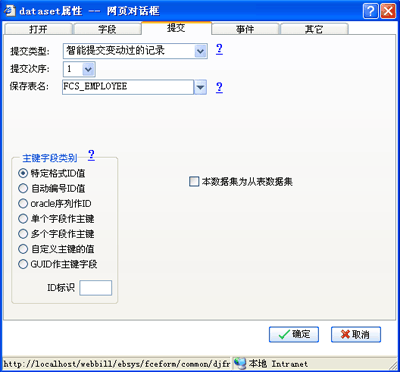 dataset属性 -- 网页对话框
打开 字段 提交 事件 其它
提交类型: 智能提交变动过的记录 ?
提交次序: 1
保存表名: FCS_EMPLOYEE ?
主键字段类别 ?
特定格式ID值
自动编号ID值
oracle序列作ID
单个字段作主键
多个字段作主键
自定义主键的值
GUID作主键字段
ID标识
本数据集为从表数据集
确定 取消
http://localhost/webbill/ebsys/fceform/common/djfr 本地 Intranet